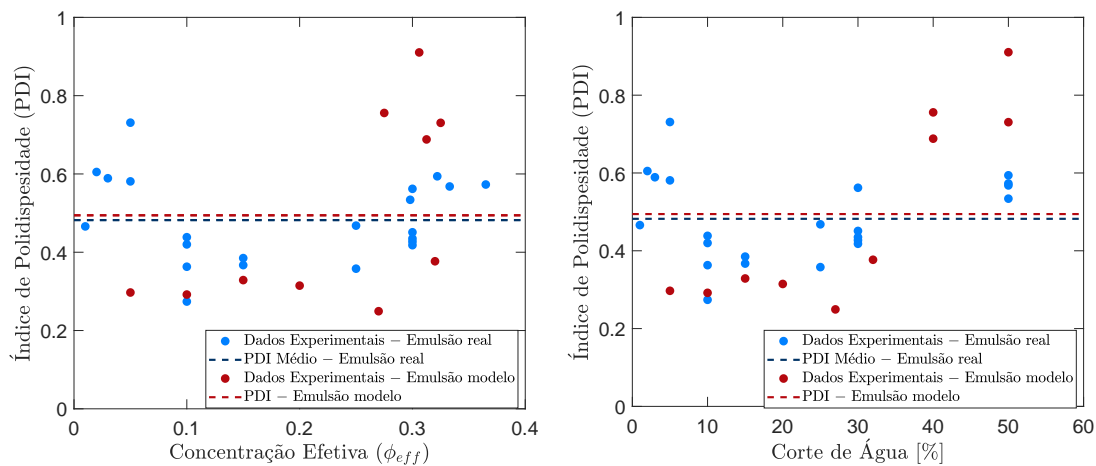 Índice de Polidispesidade (PDI)
1
0.8
0.6
0.4
0.2
0
0
0.1
0.2
0.3
0.4
Concentração Efetiva (ϕeff)
Dados Experimentais − Emulsão real
PDI Médio − Emulsão real
Dados Experimentais − Emulsão modelo
PDI − Emulsão modelo
Índice de Polidispesidade (PDI)
1
0.8
0.6
0.4
0.2
0
0
10
20
30
40
50
60
Corte de Água [%]
Dados Experimentais − Emulsão real
PDI Médio − Emulsão real
Dados Experimentais − Emulsão modelo
PDI − Emulsão modelo